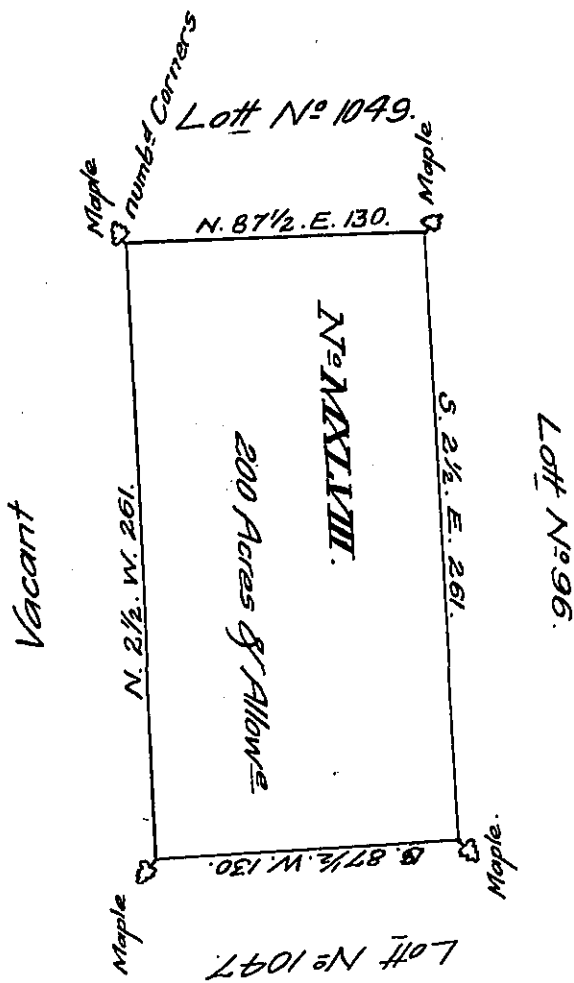 numbd Corners
Lott No 1049.
Maple
Maple
N. 87½. E. 130.
No MXLVIII.
200 Acres & Allowe
S. 2½. E. 261.
Lott No 96.
N. 2½. W. 261.
Vacant
S. 87½. W. 130.
Maple
Maple.
Lott No 1047.